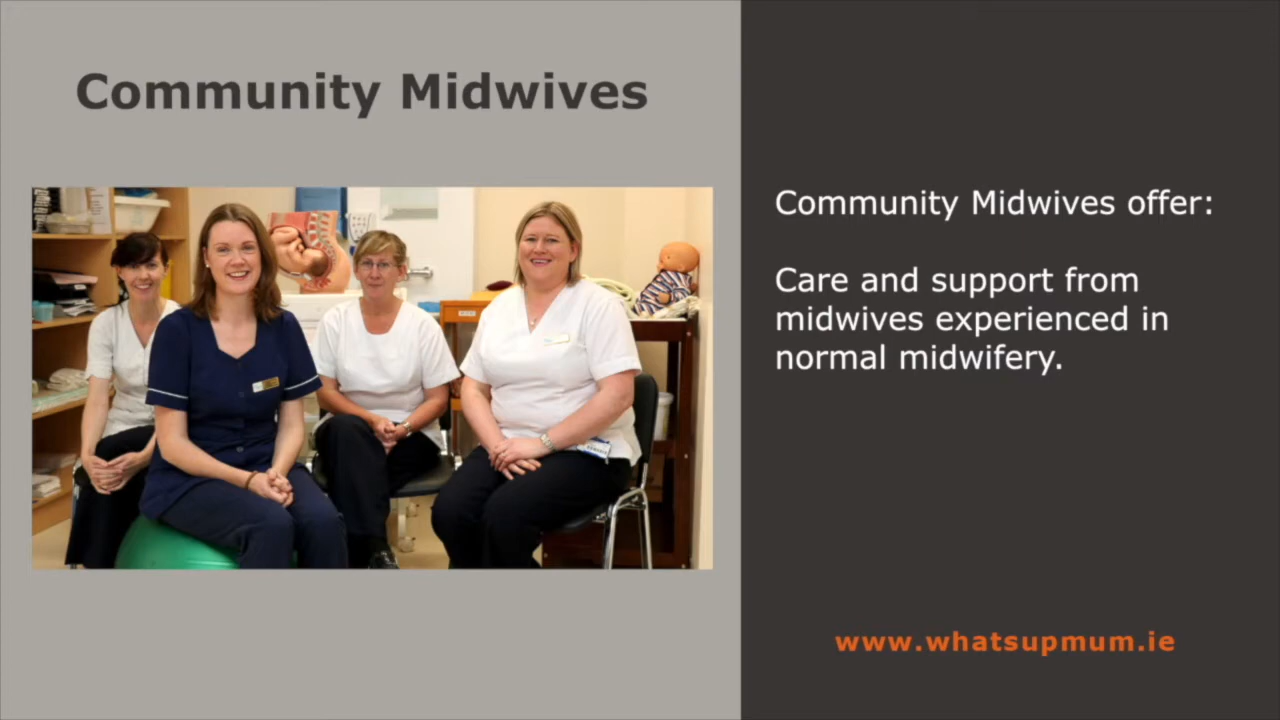 Community Midwives
Community Midwives offer:
Care and support from
midwives experienced in
normal midwifery.
www.whatsupmum.ie